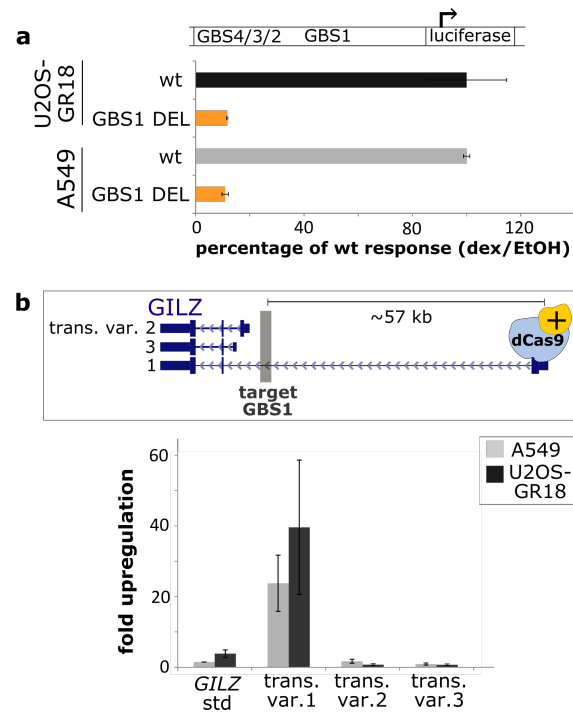 a
GBS4/3/2 GBS1 luciferase
U2OS-
GR18
wt
GBS1 DEL
A549
wt
GBS1 DEL
0 40 80 120
percentage of wt response (dex/EtOH)
b
GILZ
~57 kb
trans. var. 2
3
1
dCas9
+
target
GBS1
A549
U2OS-
GR18
fold upregulation
60
40
20
0
GILZ
std
trans.
var.1
trans.
var.2
trans.
var.3